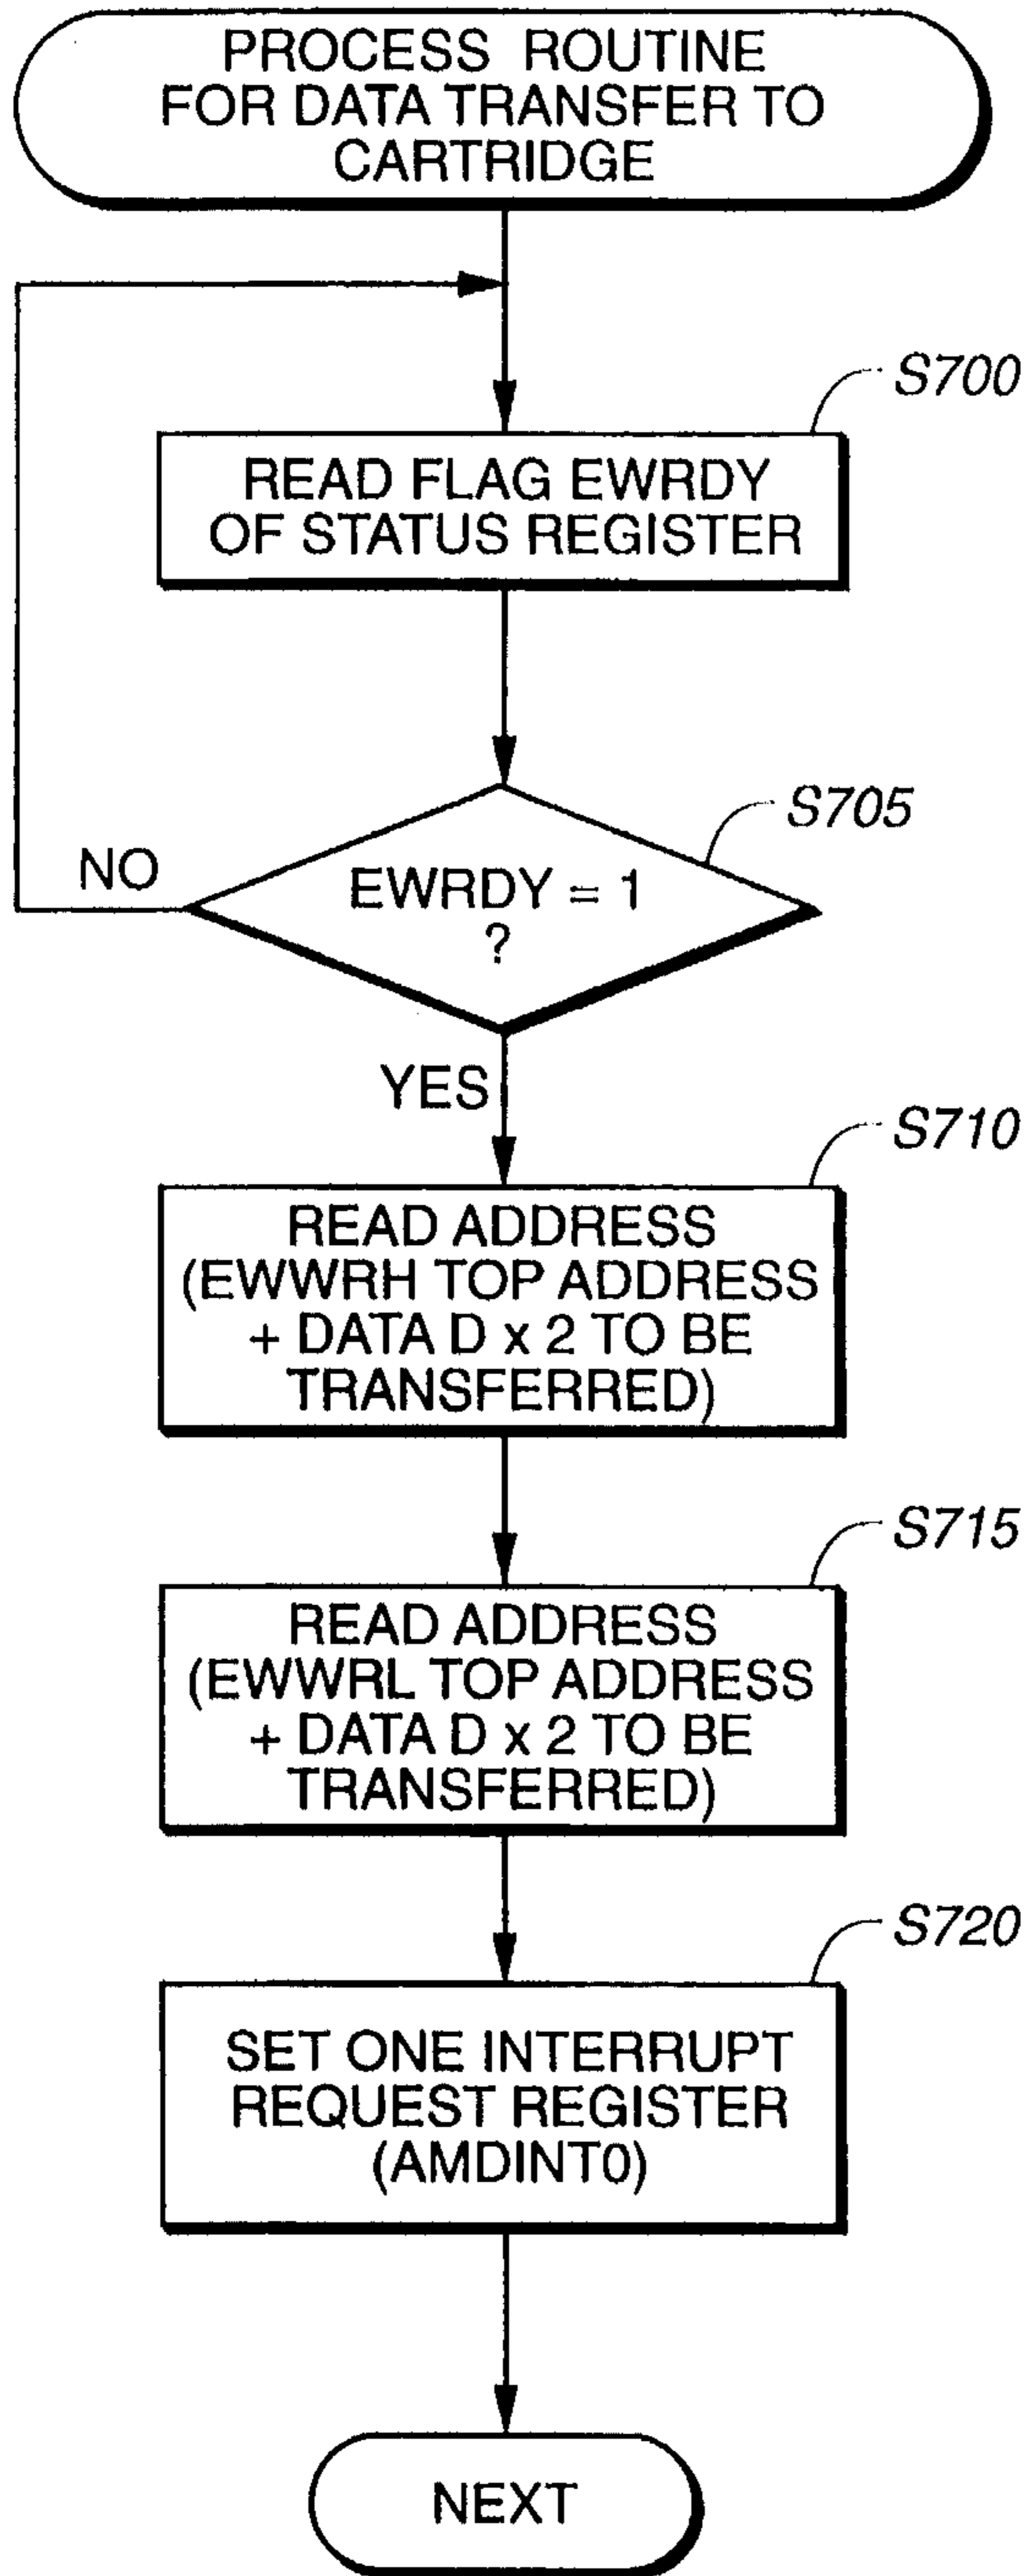 PROCESS ROUTINE
FOR DATA TRANSFER TO
CARTRIDGE
S700
READ FLAG EWRDY
OF STATUS REGISTER
S705
NO
EWRDY = 1
?
YES
S710
READ ADDRESS
(EWWRH TOP ADDRESS
+ DATA D x 2 TO BE
TRANSFERRED)
S715
READ ADDRESS
(EWWRL TOP ADDRESS
+ DATA D x 2 TO BE
TRANSFERRED)
S720
SET ONE INTERRUPT
REQUEST REGISTER
(AMDINT0)
NEXT